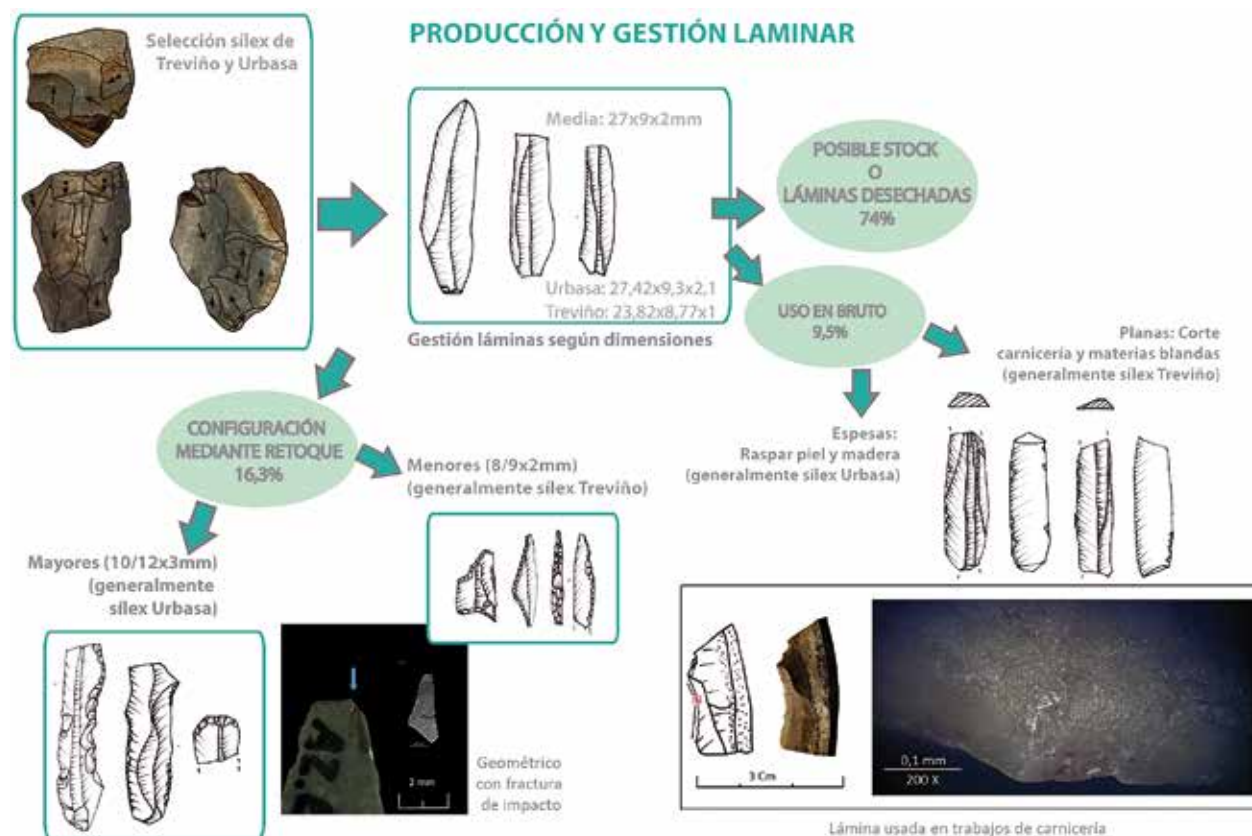 PRODUCCIÓN Y GESTIÓN LAMINAR
Selección sílex de
Treviño y Urbasa
Media: 27x9x2mm
Urbasa: 27,42x9,3x2,1
Treviño: 23,82x8,77x1
Gestión láminas según dimensiones
POSIBLE STOCK
O
LÁMINAS DESECHADAS
74%
USO EN BRUTO
9,5%
Planas: Corte
carnicería y materias blandas
(generalmente sílex Treviño)
Espesas:
Raspar piel y madera
(generalmente sílex Urbasa)
CONFIGURACIÓN
MEDIANTE RETOQUE
16,3%
Menores (8/9x2mm)
(generalmente sílex Treviño)
Mayores (10/12x3mm)
(generalmente
sílex Urbasa)
2 mm
Geométrico
con fractura
de impacto
3 Cm
0,1 mm
200 X
Lámina usada en trabajos de carnicería